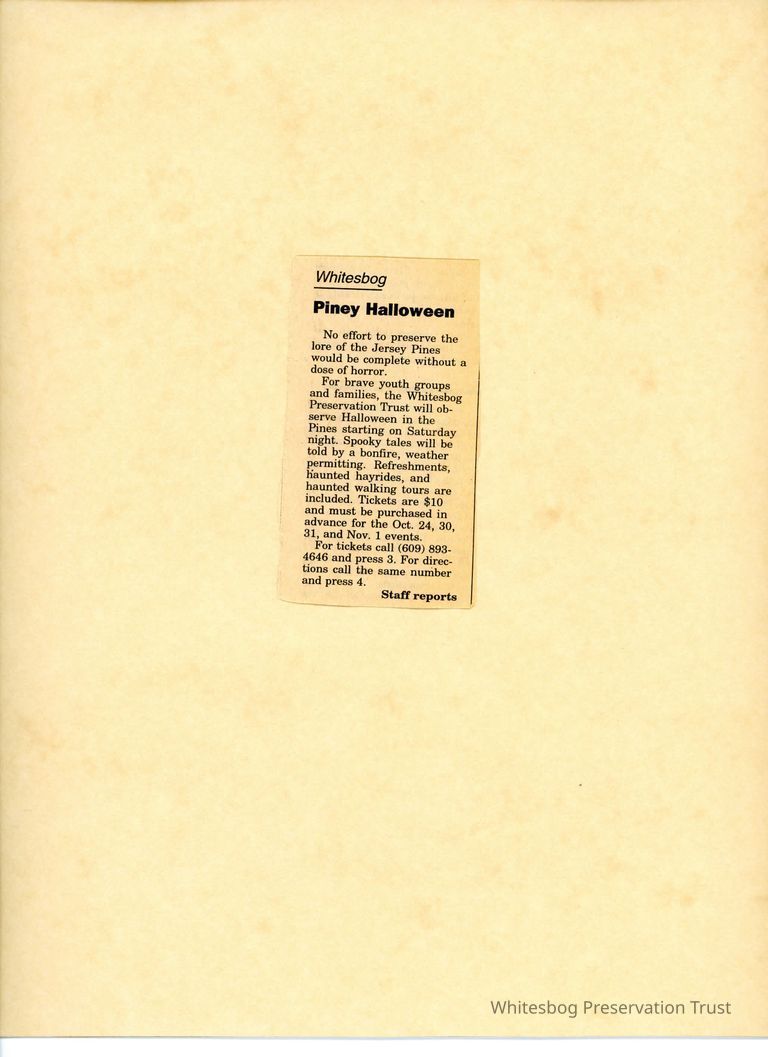 Whitesbog
Piney Halloween
No effort to preserve the
lore of the Jersey Pines
would be complete without a
dose of horror.
For brave youth groups
and families, the Whitesbog
Preservation Trust will ob-
serve Halloween in the
Pines starting on Saturday
night. Spooky tales will be
told by a bonfire, weather
permitting. Refreshments,
haunted hayrides, and
haunted walking tours are
included. Tickets are $10
and must be purchased in
advance for the Oct. 24, 30,
31, and Nov. 1 events.
For tickets call (609) 893-
4646 and press 3. For direc-
tions call the same number
and press 4.
Staff reports
Whitesbog Preservation Trust